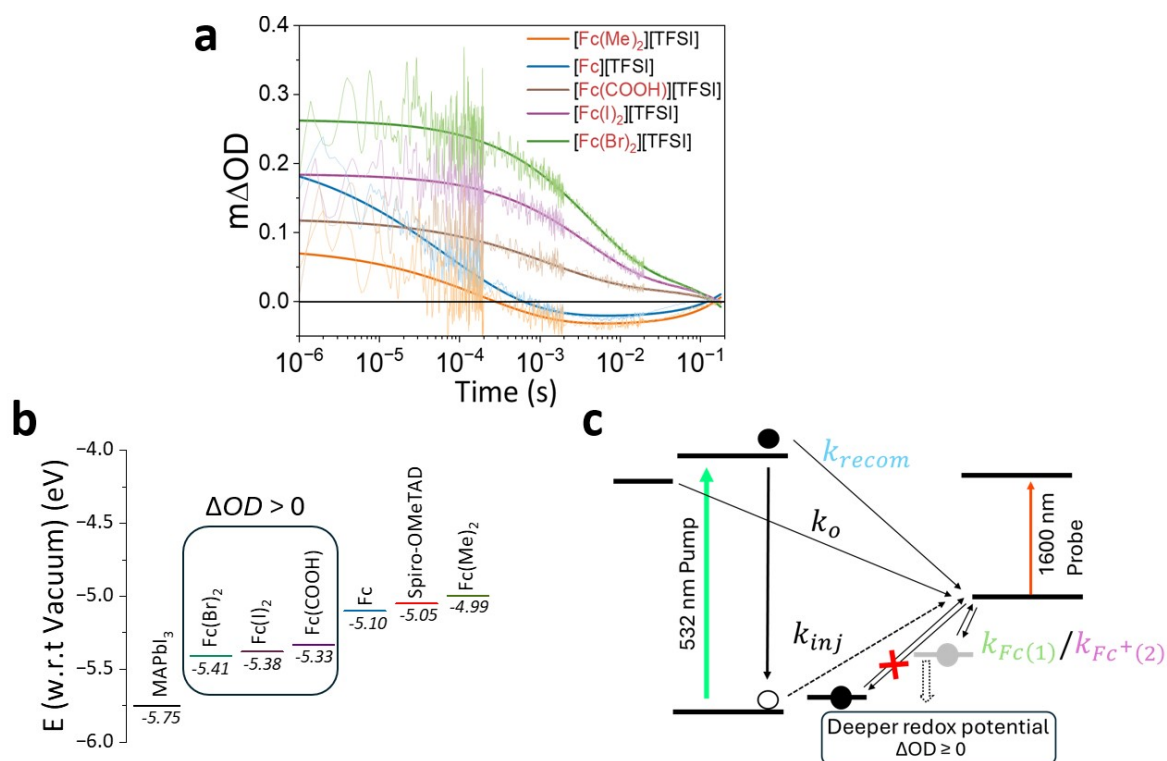 a
0.4
0.3
0.2
0.1
0.0
mΔOD
[Fc(Me)₂][TFSI]
[Fc][TFSI]
[Fc(COOH)][TFSI]
[Fc(I)₂][TFSI]
[Fc(Br)₂][TFSI]
10⁻⁶ 10⁻⁵ 10⁻⁴ 10⁻³ 10⁻² 10⁻¹
Time (s)
b
E (w.r.t Vacuum) (eV)
−4.0
−4.5
−5.0
−5.5
−6.0
ΔOD > 0
MAPbI₃
-5.75
Fc(Br)₂
-5.41
Fc(I)₂
-5.38
Fc(COOH)
-5.33
Fc
-5.10
Spiro-OMeTAD
-5.05
Fc(Me)₂
-4.99
c
532 nm Pump
k_recom
k_o
k_inj
1600 nm
Probe
k_Fc(1)/k_Fc⁺(2)
Deeper redox potential
ΔOD ≥ 0